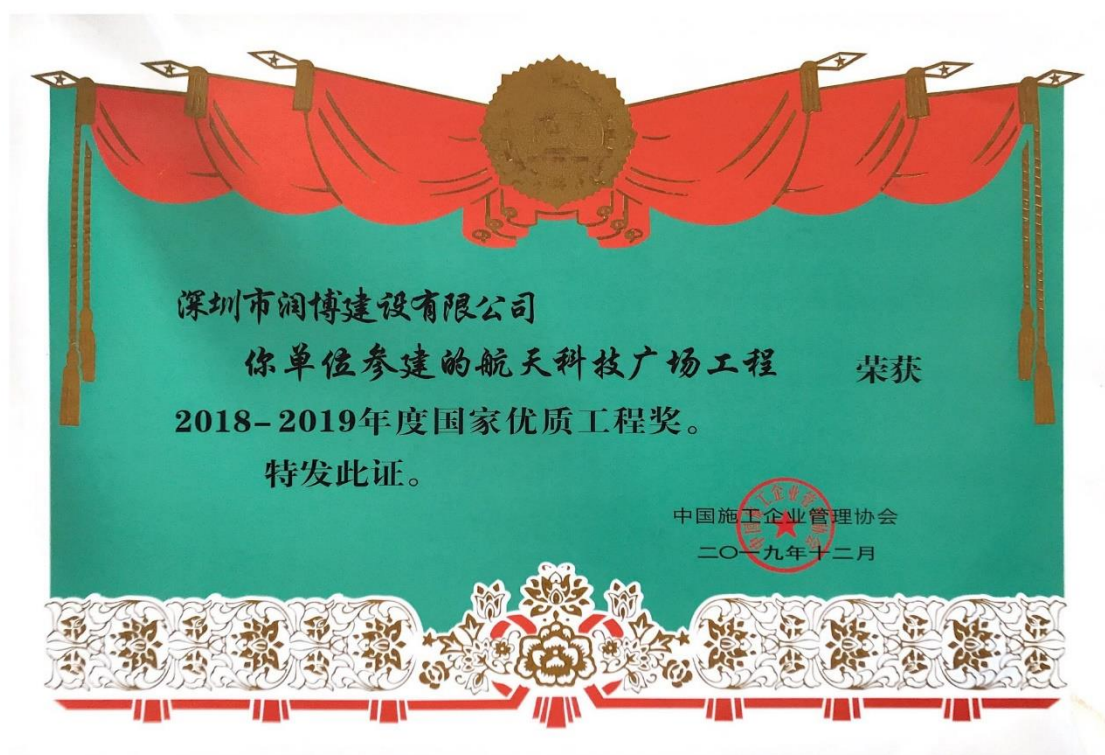 深圳市润博建设有限公司
你单位参建的航天科技广场工程 荣获
2018-2019年度国家优质工程奖。
特发此证。
中国施工企业管理协会
二〇一九年十二月